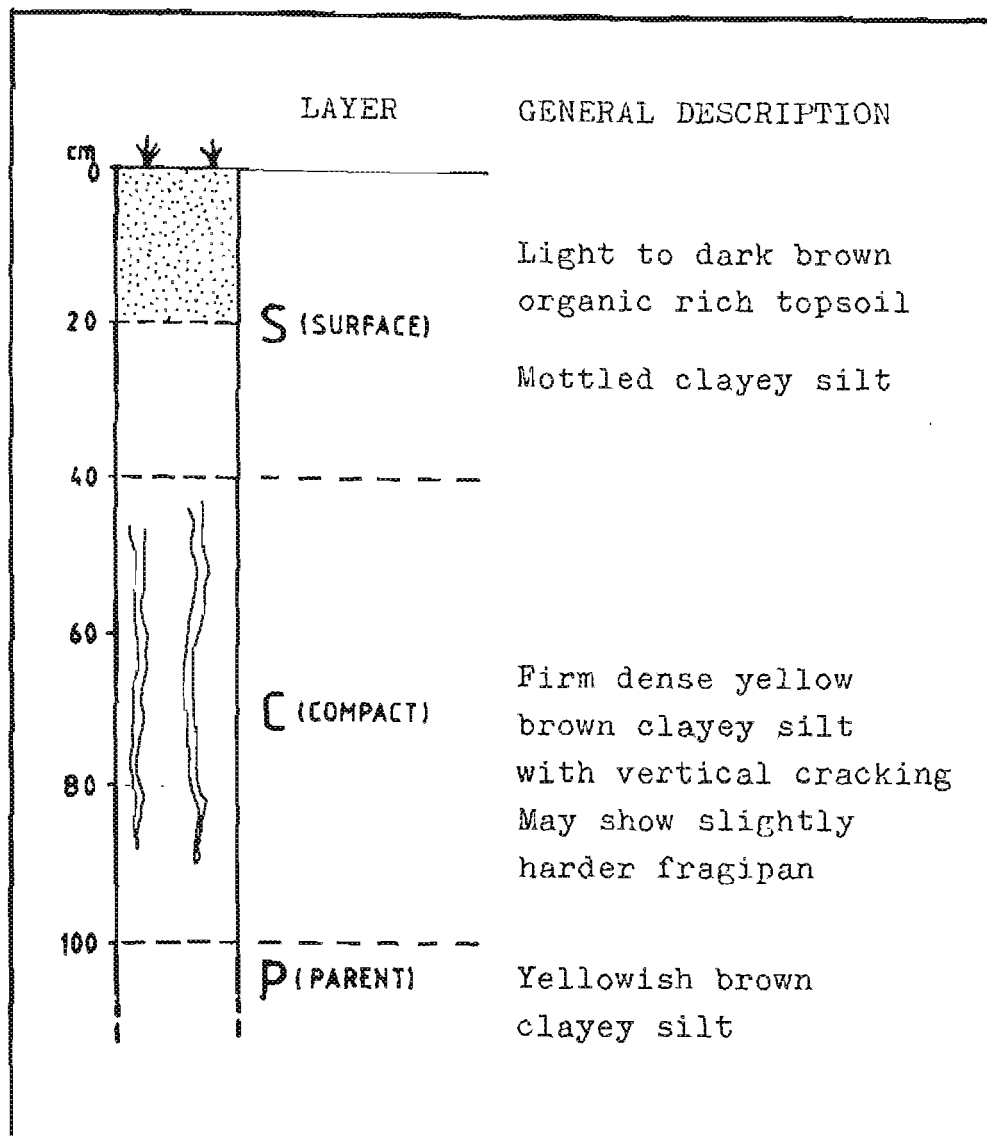 LAYER GENERAL DESCRIPTION
cm
0
Light to dark brown
organic rich topsoil
20
S (SURFACE)
Mottled clayey silt
40
60
Firm dense yellow
C (COMPACT)
brown clayey silt
with vertical cracking
80
May show slightly
harder fragipan
100
P (PARENT)
Yellowish brown
clayey silt